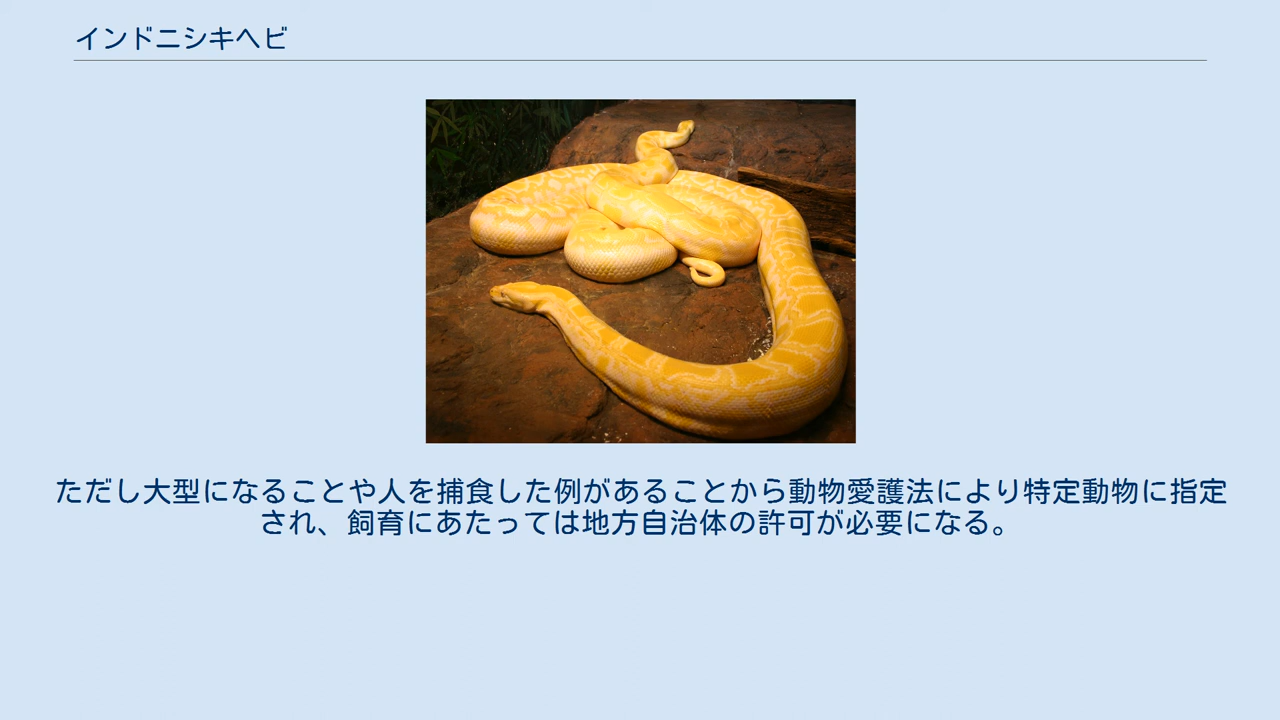 インドニシキヘビ
ただし大型になることや人を捕食した例があることから動物愛護法により特定動物に指定
され、飼育にあたっては地方自治体の許可が必要になる。